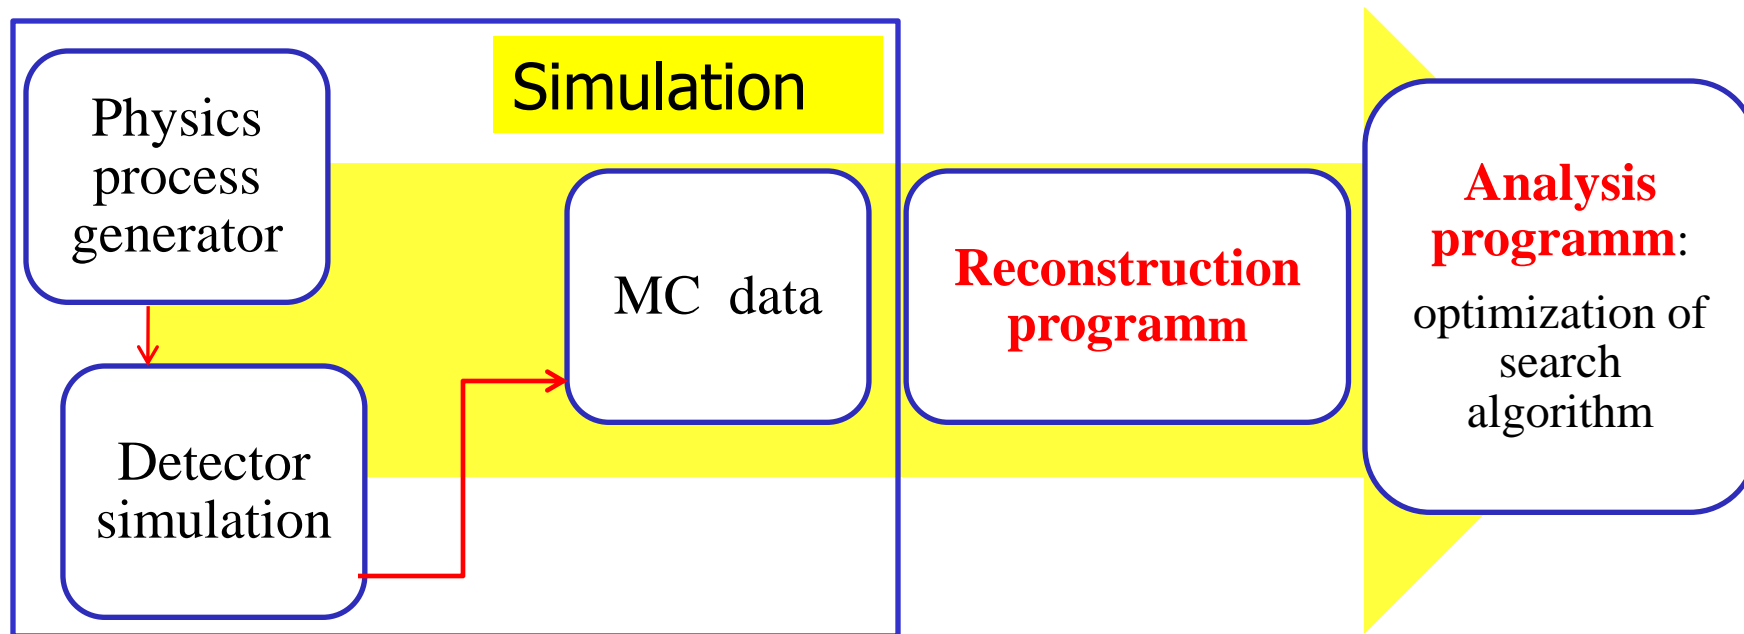 Simulation
Physics
process
generator
Detector
simulation
MC data
Reconstruction
programm
Analysis
programm:
optimization of
search
algorithm